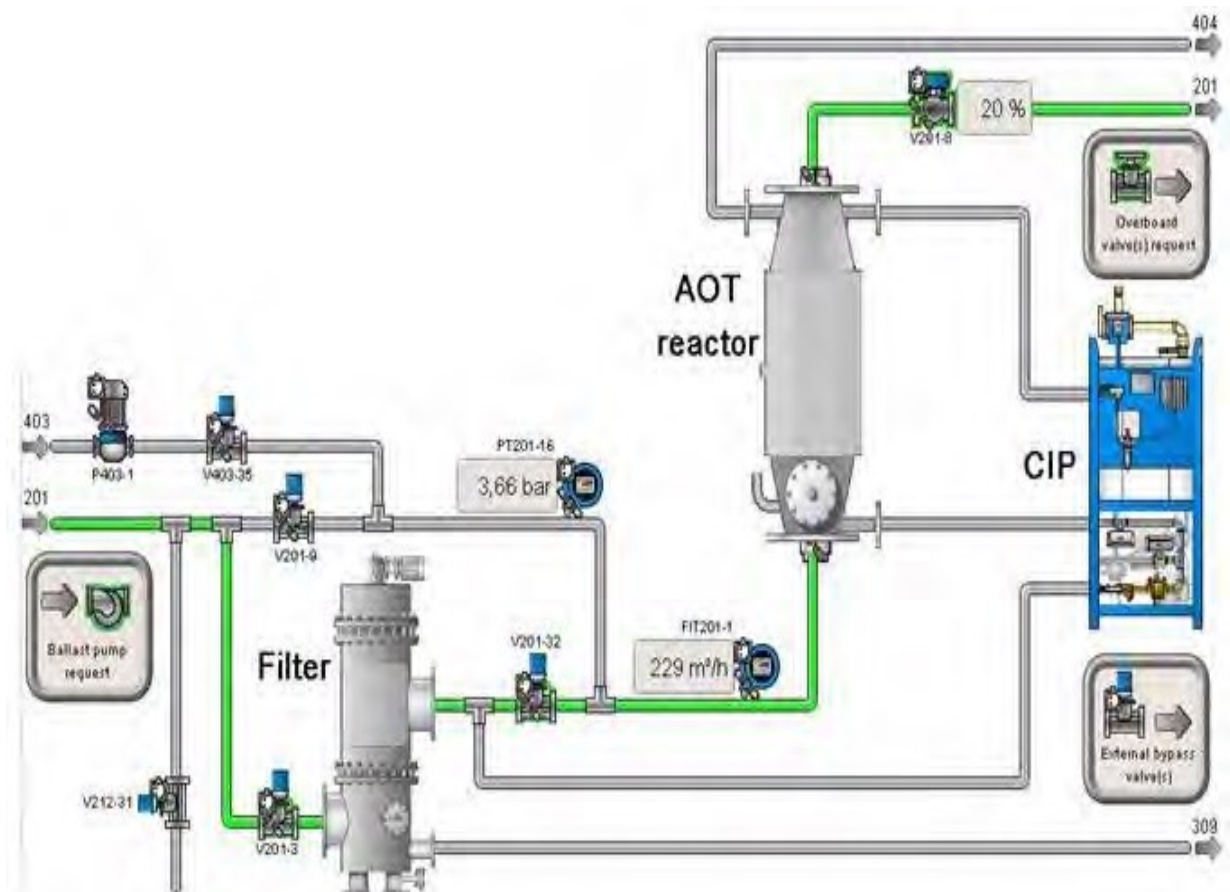 404
201
V201-8
20 %
Overboard
valve(s) request
AOT
reactor
403
P403-1
V403-35
PT201-16
3,66 bar
CIP
201
V201-9
Ballast pump
request
Filter
V201-32
FIT201-1
229 m³/h
External bypass
valve(s)
V212-31
V201-3
309